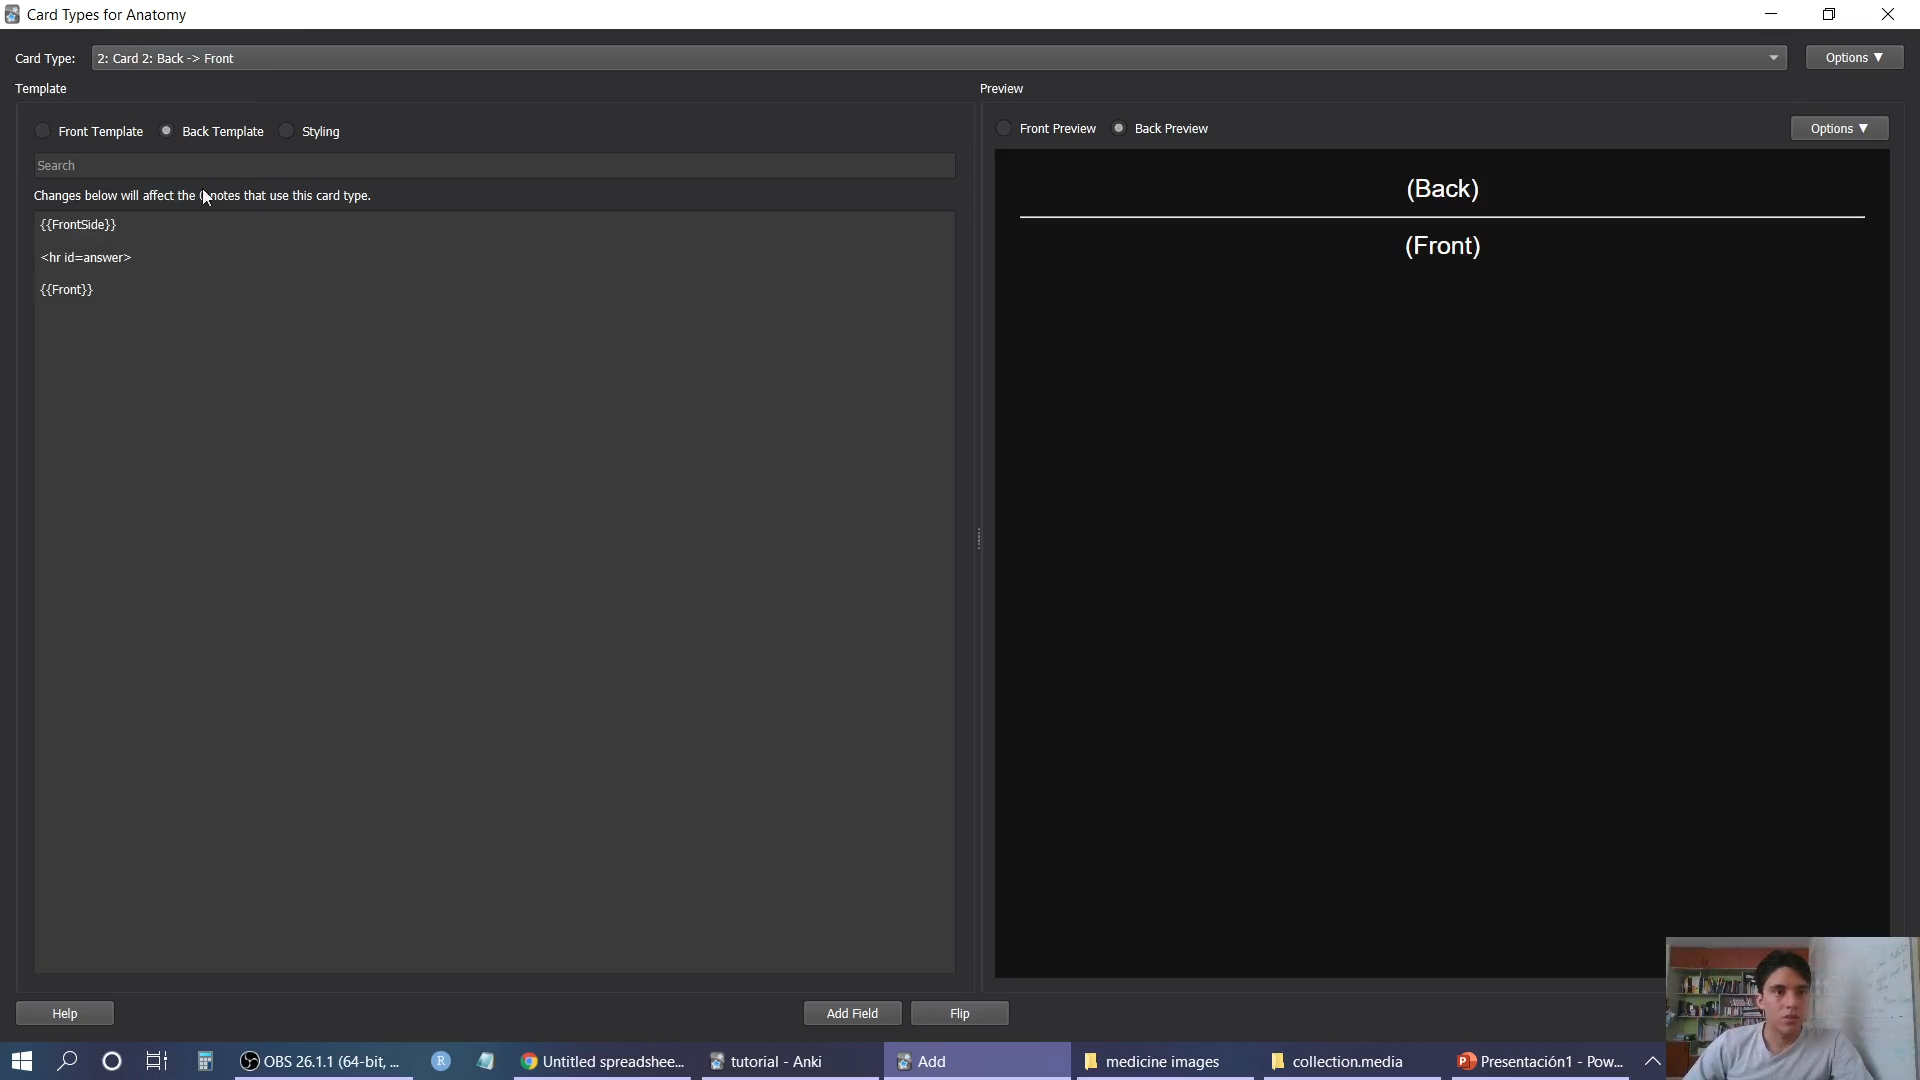 Card Types for Anatomy
Card Type: 2: Card 2: Back -> Front Options ▼
Template Preview
Front Template Back Template Styling
Front Preview Back Preview Options ▼
Search
Changes below will affect the notes that use this card type.
{{FrontSide}}
<hr id=answer>
{{Front}}
(Back)
(Front)
Help Add Field Flip
OBS 26.1.1 (64-bit, ... R Untitled spreadshee... tutorial - Anki Add medicine images collection.media Presentación1 - Pow...